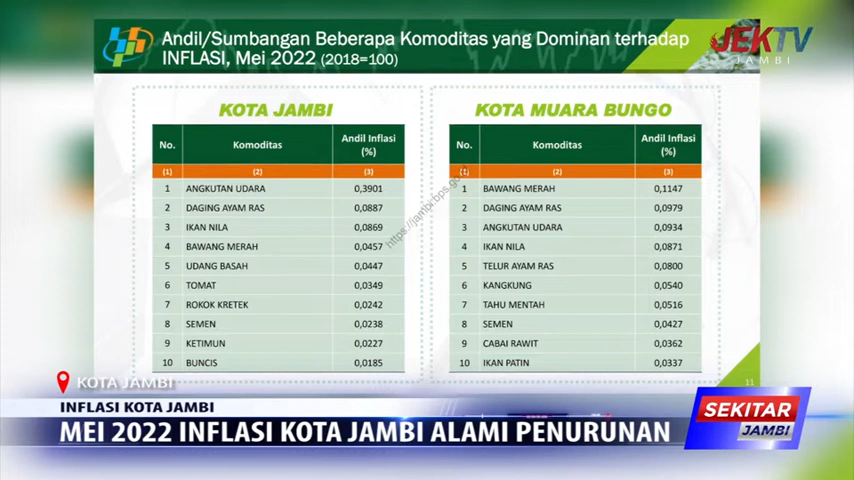 Andil/Sumbangan Beberapa Komoditas yang Dominan terhadap
INFLASI, Mei 2022 (2018=100)
JEKTV
JAMBI
KOTA JAMBI
No. Komoditas Andil Inflasi (%)
(1) (2) (3)
1 ANGKUTAN UDARA 0,3901
2 DAGING AYAM RAS 0,0887
3 IKAN NILA 0,0869
4 BAWANG MERAH 0,0457
5 UDANG BASAH 0,0447
6 TOMAT 0,0349
7 ROKOK KRETEK 0,0242
8 SEMEN 0,0238
9 KETIMUN 0,0227
10 BUNCIS 0,0185
KOTA MUARA BUNGO
No. Komoditas Andil Inflasi (%)
(1) (2) (3)
1 BAWANG MERAH 0,1147
2 DAGING AYAM RAS 0,0979
3 ANGKUTAN UDARA 0,0934
4 IKAN NILA 0,0871
5 TELUR AYAM RAS 0,0800
6 KANGKUNG 0,0540
7 TAHU MENTAH 0,0516
8 SEMEN 0,0427
9 CABAI RAWIT 0,0362
10 IKAN PATIN 0,0337
11
KOTA JAMBI
INFLASI KOTA JAMBI
MEI 2022 INFLASI KOTA JAMBI ALAMI PENURUNAN
SEKITAR
JAMBI